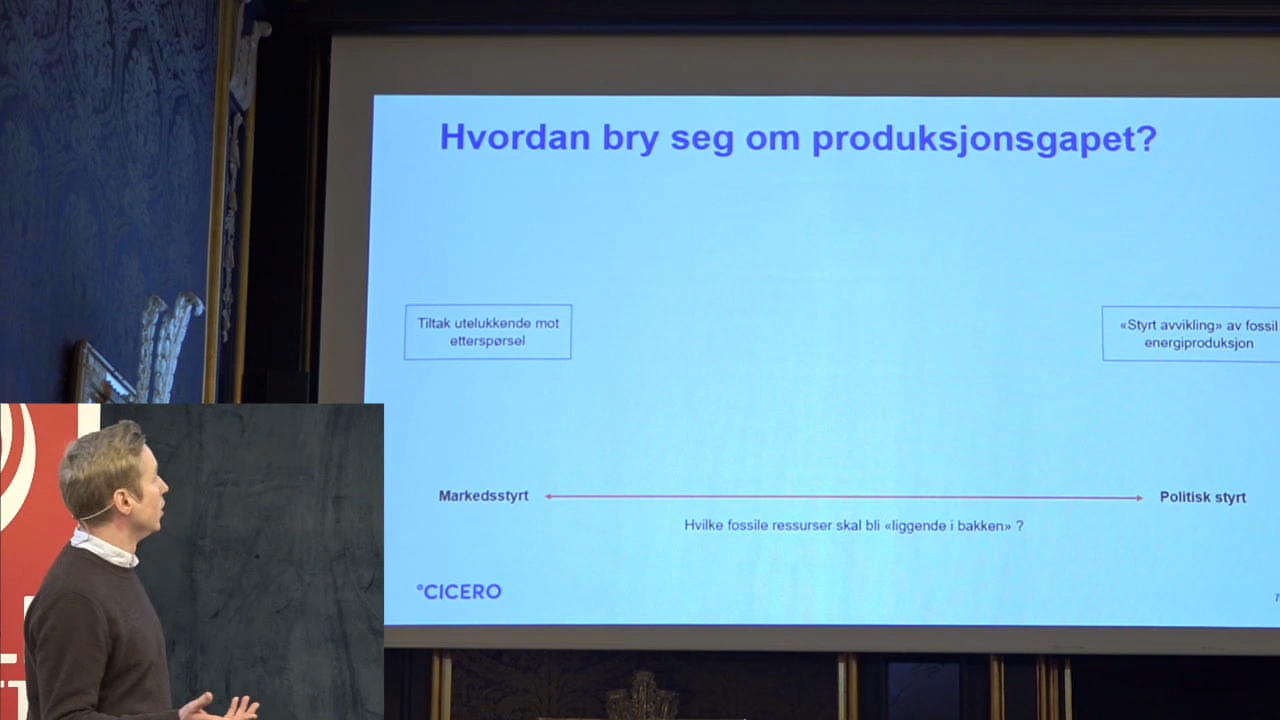 Hvordan bry seg om produksjonsgapet?
Tiltak utelukkende mot
etterspørsel
«Styrt avvikling» av fossil
energiproduksjon
Markedsstyrt
Politisk styrt
Hvilke fossile ressurser skal bli «liggende i bakken» ?
°CICERO
7